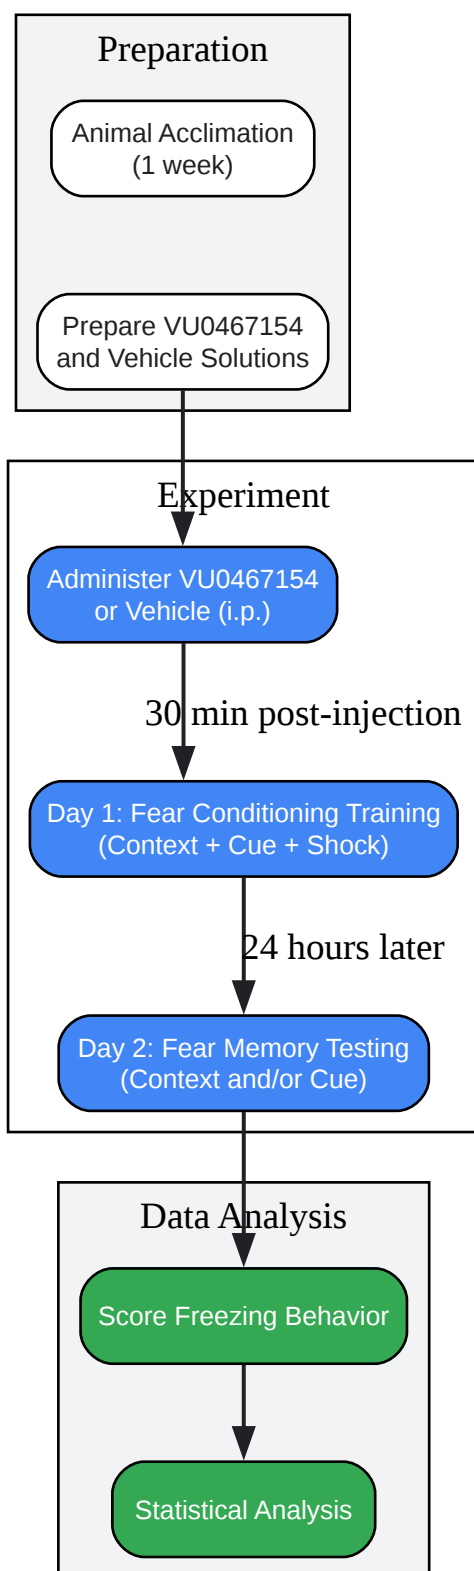 Preparation
Animal Acclimation
(1 week)
Prepare VU0467154
and Vehicle Solutions
Experiment
Administer VU0467154
or Vehicle (i.p.)
30 min post-injection
Day 1: Fear Conditioning Training
(Context + Cue + Shock)
24 hours later
Day 2: Fear Memory Testing
(Context and/or Cue)
Data Analysis
Score Freezing Behavior
Statistical Analysis